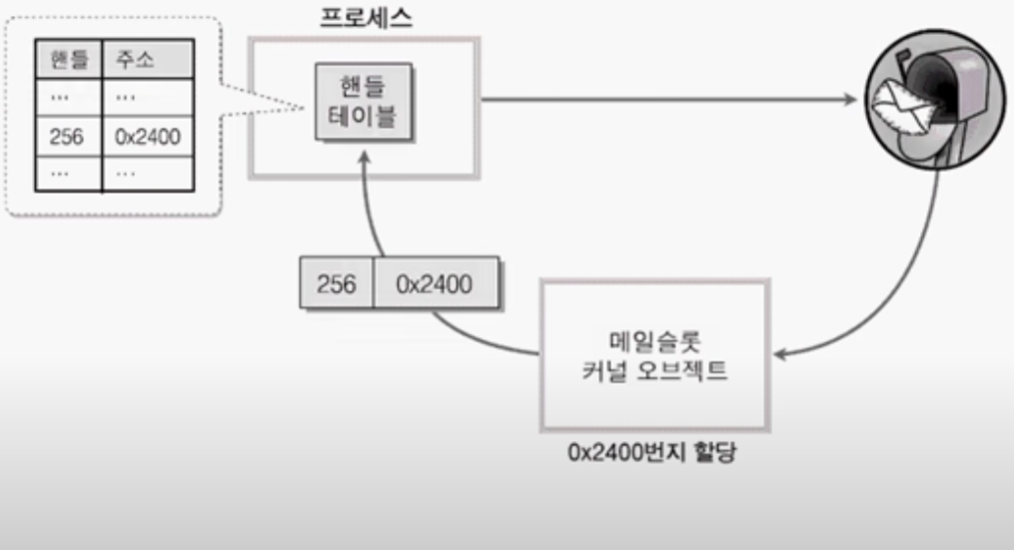 프로세스
핸들 주소
... ...
256 0x2400
... ...
핸들
테이블
256 0x2400
메일슬롯
커널 오브젝트
0x2400번지 할당